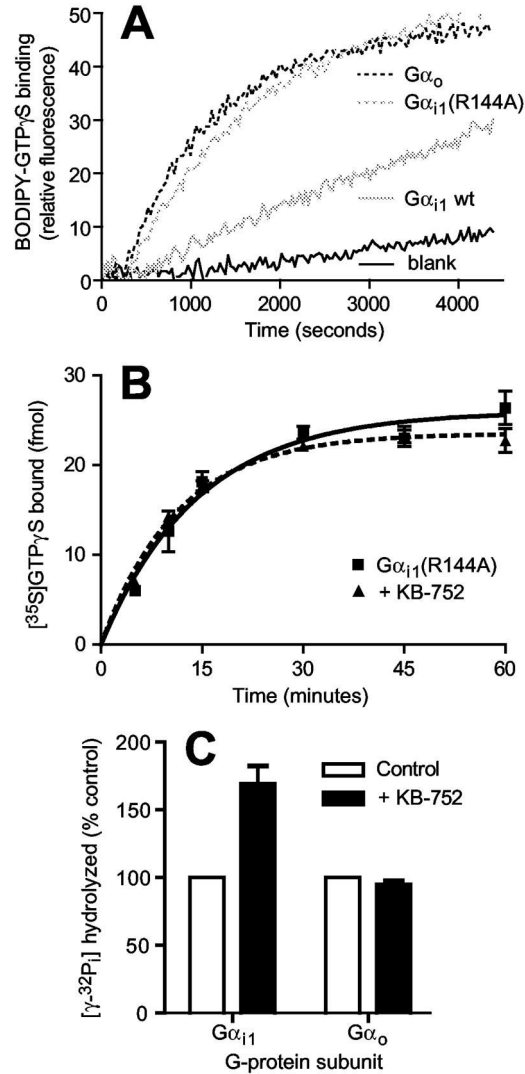 A
BODIPY-GTPγS binding
(relative fluorescence)
50
40
30
20
10
0
Gαo
Gαi1(R144A)
Gαi1 wt
blank
0 1000 2000 3000 4000
Time (seconds)
B
[35S]GTPγS bound (fmol)
30
20
10
0
Gαi1(R144A)
+ KB-752
0 15 30 45 60
Time (minutes)
C
[γ-32Pi] hydrolyzed (% control)
200
150
100
50
0
Control
+ KB-752
Gαi1 Gαo
G-protein subunit